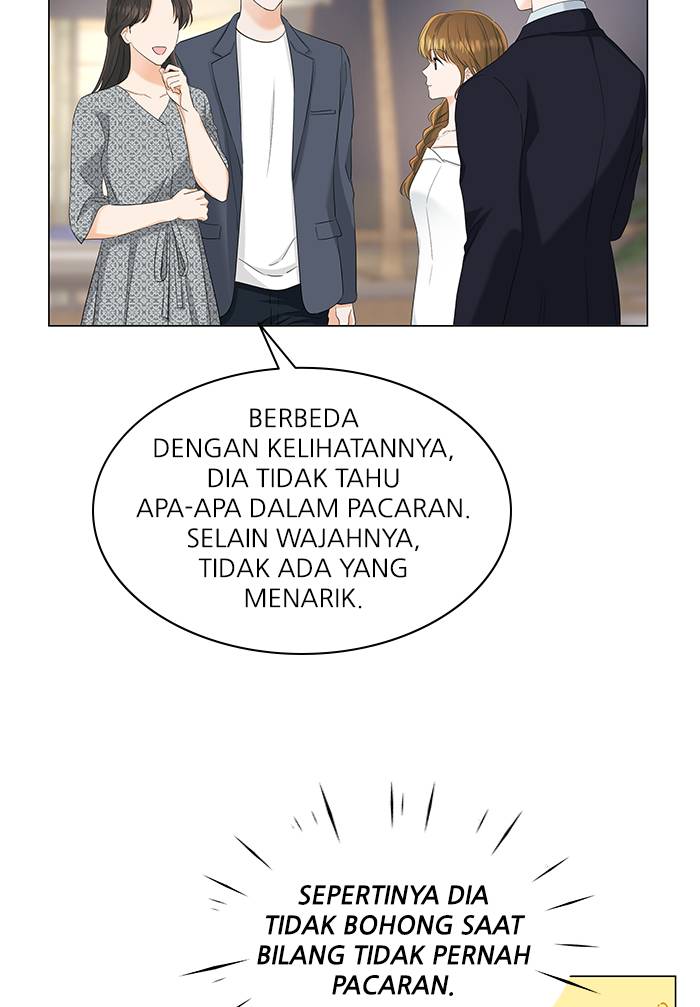 BERBEDA
DENGAN KELIHATANNYA,
DIA TIDAK TAHU
APA-APA DALAM PACARAN.
SELAIN WAJAHNYA,
TIDAK ADA YANG
MENARIK.
SEPERTINYA DIA
TIDAK BOHONG SAAT
BILANG TIDAK PERNAH
PACARAN.